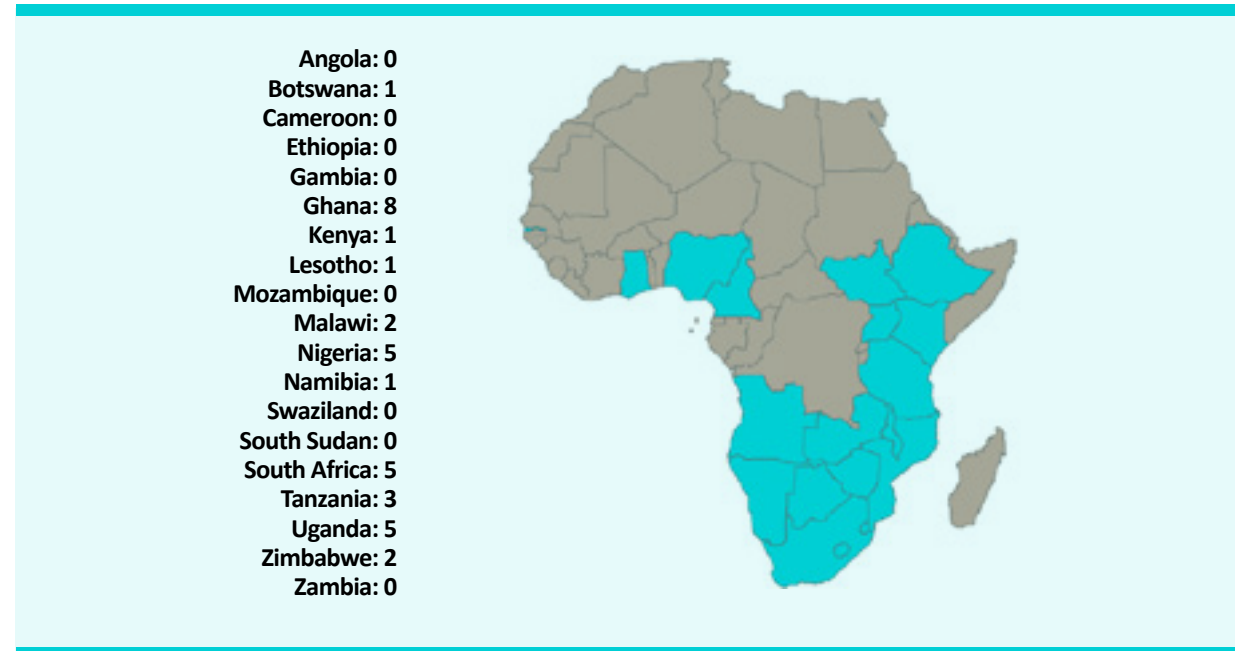 Angola: 0
Botswana: 1
Cameroon: 0
Ethiopia: 0
Gambia: 0
Ghana: 8
Kenya: 1
Lesotho: 1
Mozambique: 0
Malawi: 2
Nigeria: 5
Namibia: 1
Swaziland: 0
South Sudan: 0
South Africa: 5
Tanzania: 3
Uganda: 5
Zimbabwe: 2
Zambia: 0